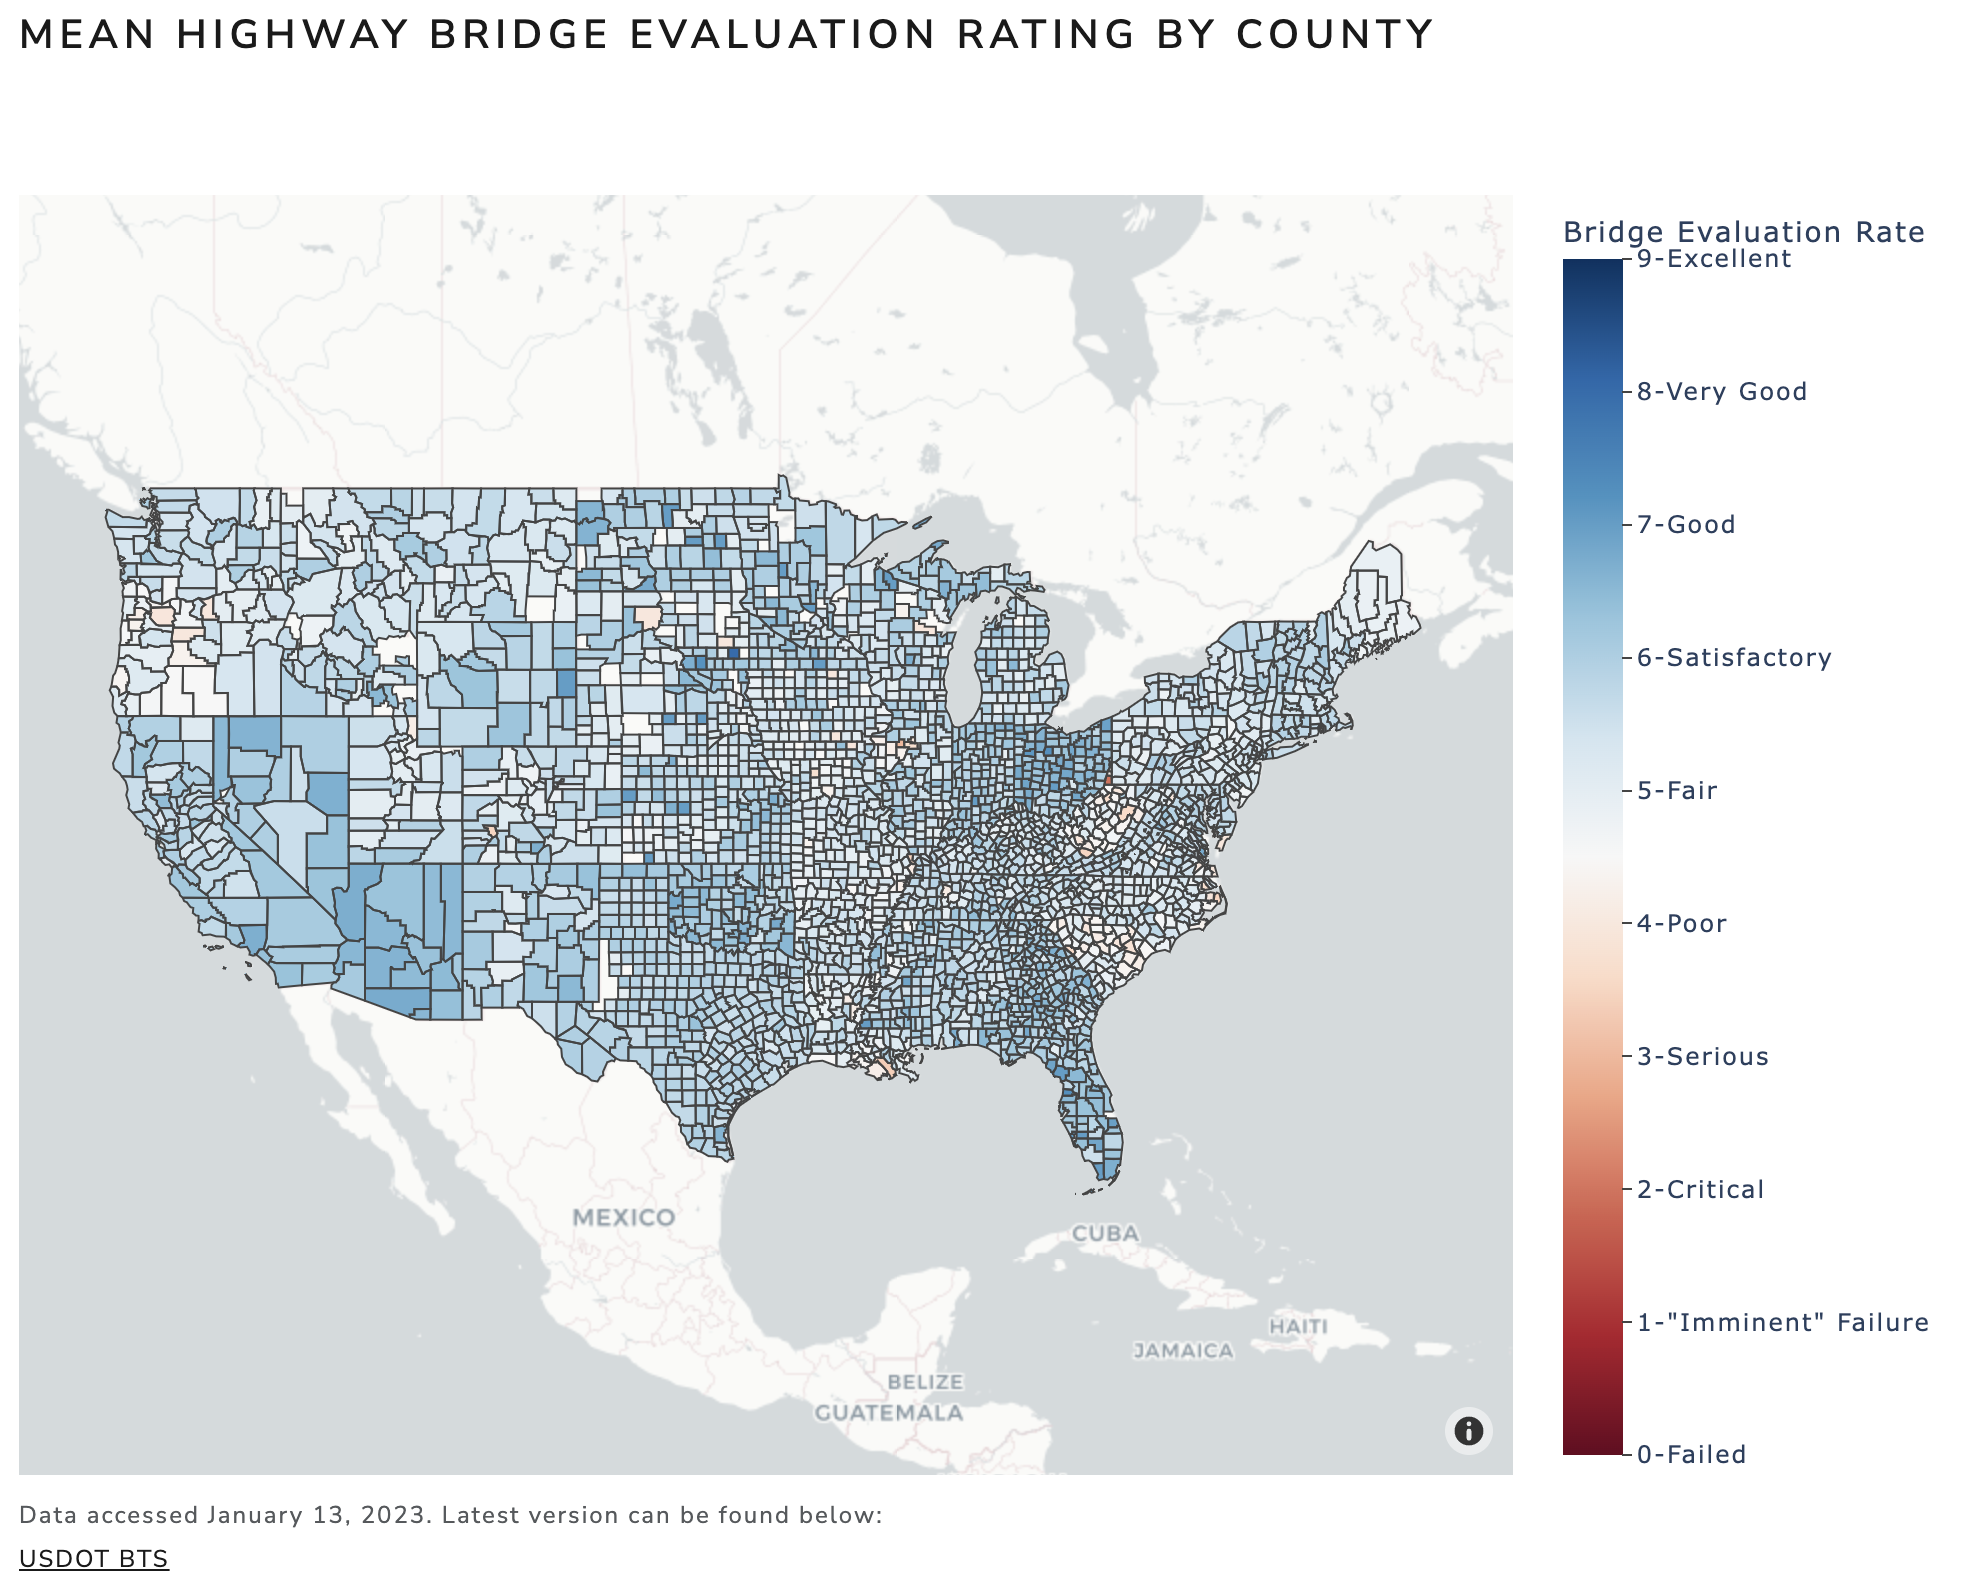 MEAN HIGHWAY BRIDGE EVALUATION RATING BY COUNTY
Bridge Evaluation Rate
9-Excellent
8-Very Good
7-Good
6-Satisfactory
5-Fair
4-Poor
3-Serious
2-Critical
1-"Imminent" Failure
0-Failed
MEXICO
CUBA
HAITI
JAMAICA
BELIZE
GUATEMALA
Data accessed January 13, 2023. Latest version can be found below:
USDOT BTS